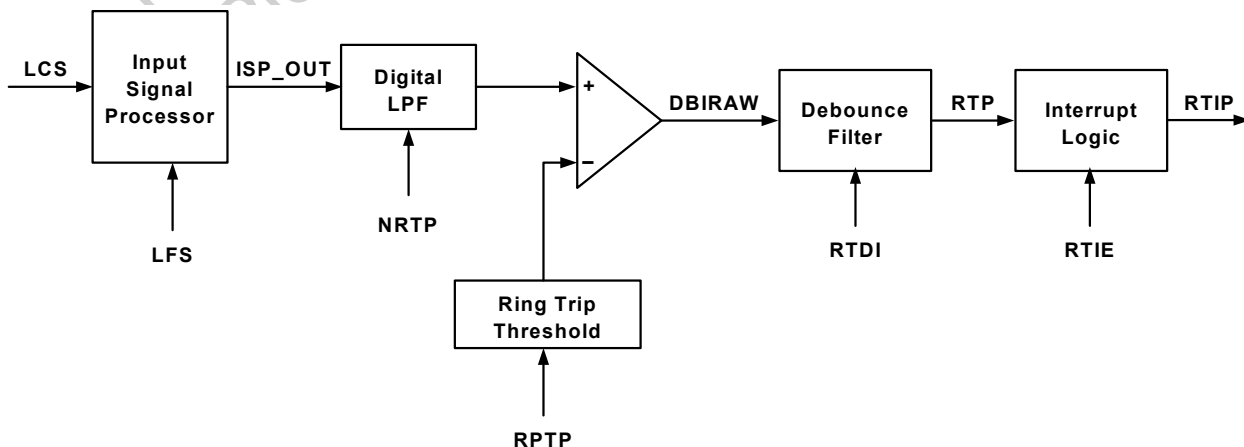 LCS
Input
Signal
Processor
ISP_OUT
Digital
LPF
+
–
DBIRAW
Debounce
Filter
RTP
Interrupt
Logic
RTIP
LFS
NRTP
RTDI
RTIE
Ring Trip
Threshold
RPTP